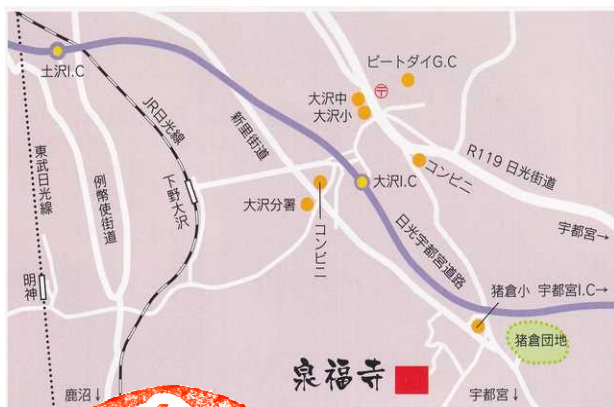 土沢I.C
ビートダイG.C
〒
大沢中
大沢小
JR日光線
新里街道
R119 日光街道
コンビニ
東武日光線
例幣使街道
下野大沢
大沢I.C
大沢分署
コンビニ
日光宇都宮道路
宇都宮→
明神
猪倉小
宇都宮I.C→
猪倉団地
泉福寺
鹿沼↓
宇都宮↓